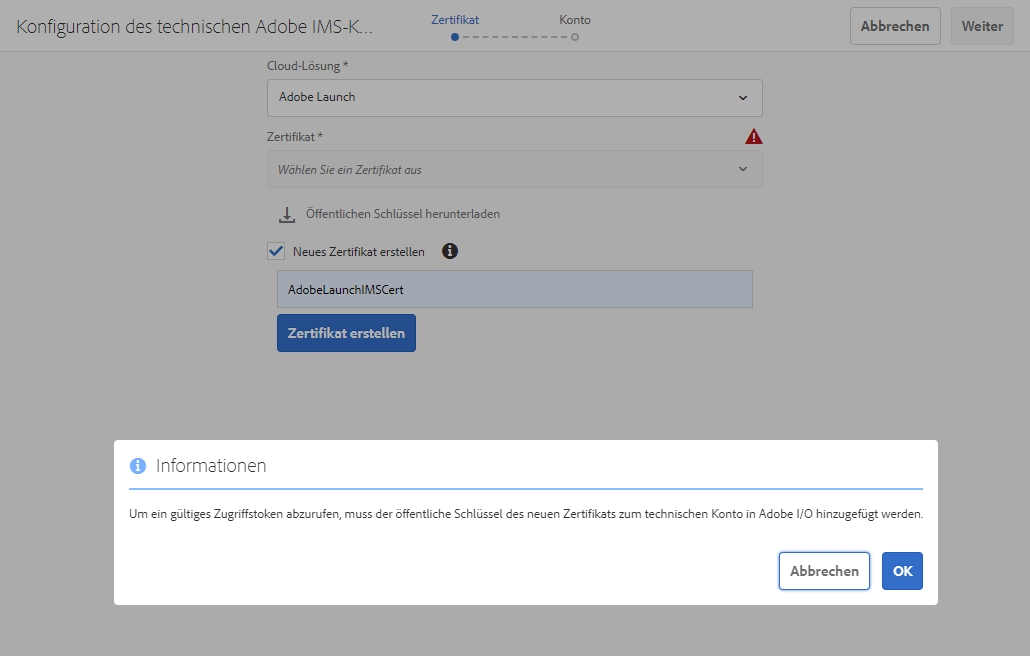 Konfiguration des technischen Adobe IMS-K...
Zertifikat
Konto
Abbrechen
Weiter
Cloud-Lösung *
Adobe Launch
Zertifikat *
Wählen Sie ein Zertifikat aus
Öffentlichen Schlüssel herunterladen
Neues Zertifikat erstellen
AdobeLaunchIMSCert
Zertifikat erstellen
Informationen
Um ein gültiges Zugriffstoken abzurufen, muss der öffentliche Schlüssel des neuen Zertifikats zum technischen Konto in Adobe I/O hinzugefügt werden.
Abbrechen
OK